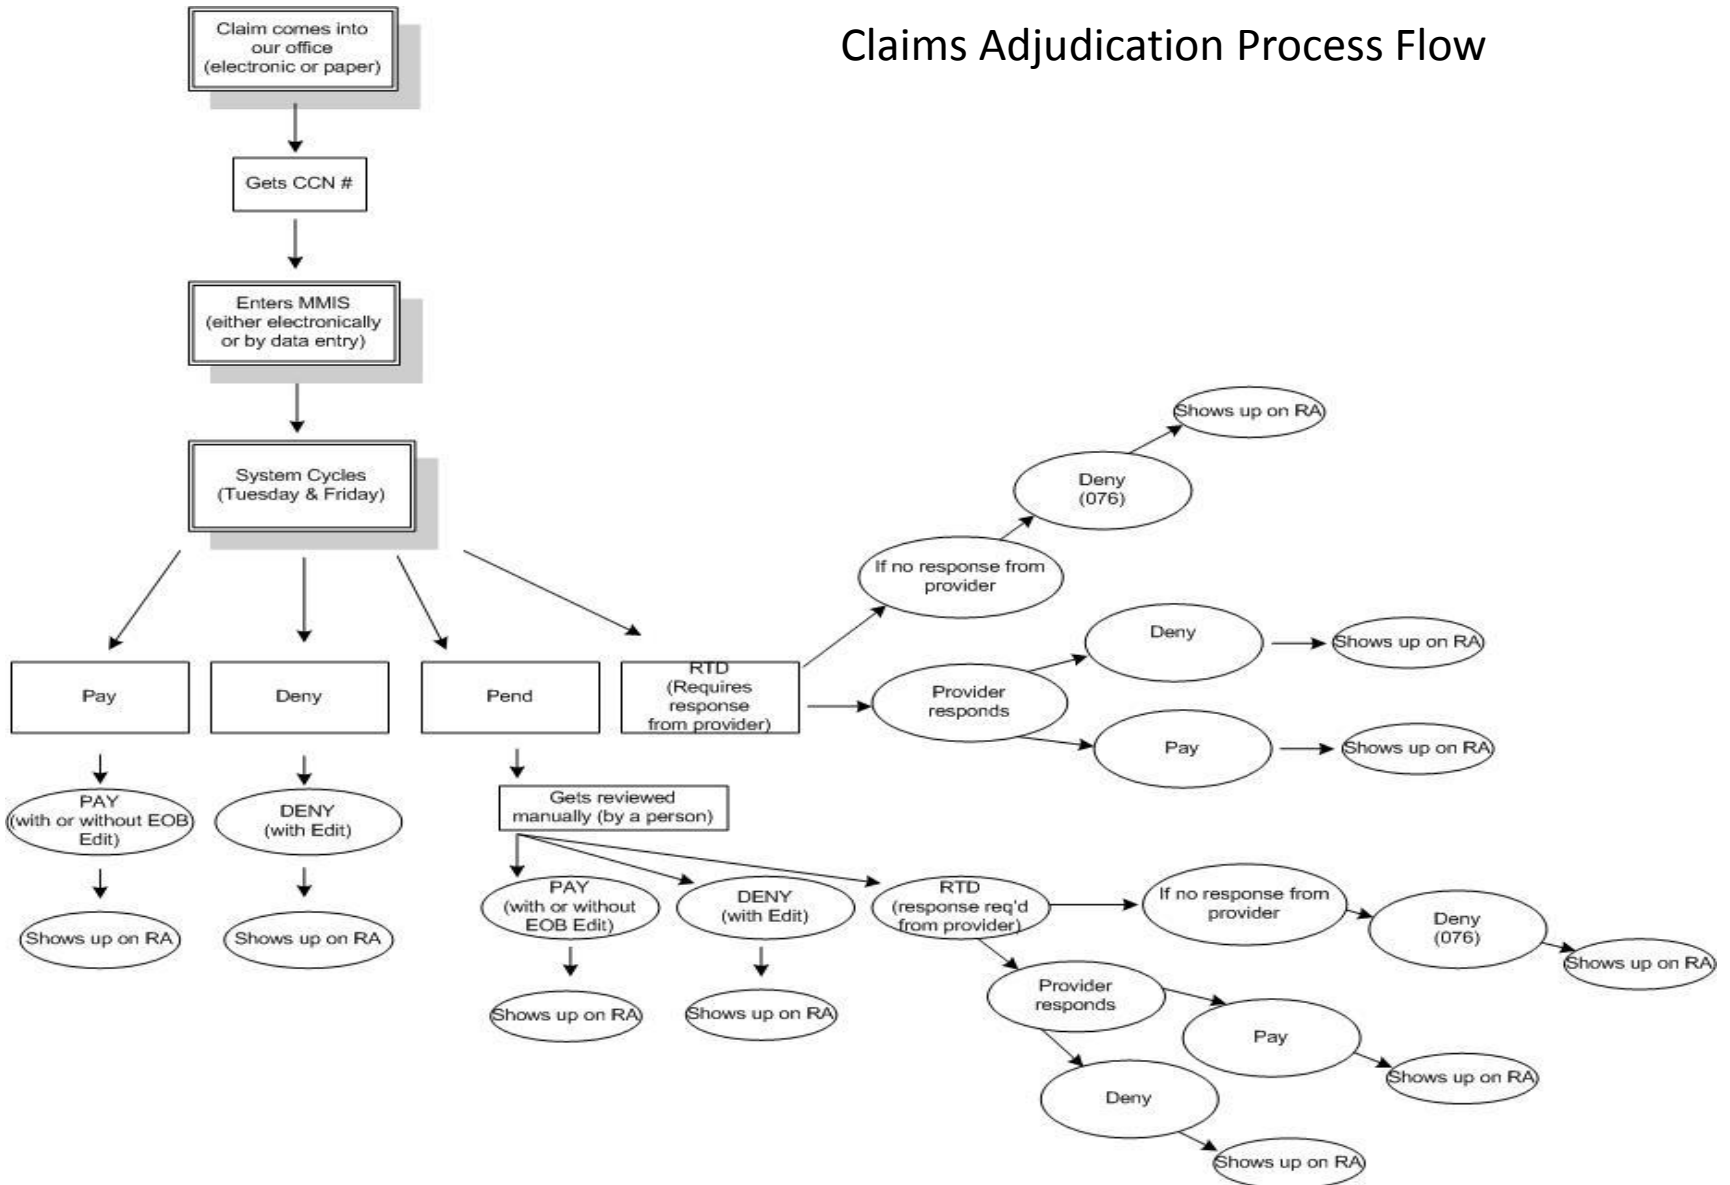 Claims Adjudication Process Flow
Claim comes into
our office
(electronic or paper)
Gets CCN #
Enters MMIS
(either electronically
or by data entry)
System Cycles
(Tuesday & Friday)
Pay
Deny
Pend
RTD
(Requires
response
from provider)
If no response from
provider
Deny
(076)
Shows up on RA
Provider
responds
Deny
Shows up on RA
Pay
Shows up on RA
PAY
(with or without EOB
Edit)
Shows up on RA
DENY
(with Edit)
Shows up on RA
Gets reviewed
manually (by a person)
PAY
(with or without
EOB Edit)
Shows up on RA
DENY
(with Edit)
Shows up on RA
RTD
(response req'd
from provider)
If no response from
provider
Deny
(076)
Shows up on RA
Provider
responds
Pay
Shows up on RA
Deny
Shows up on RA